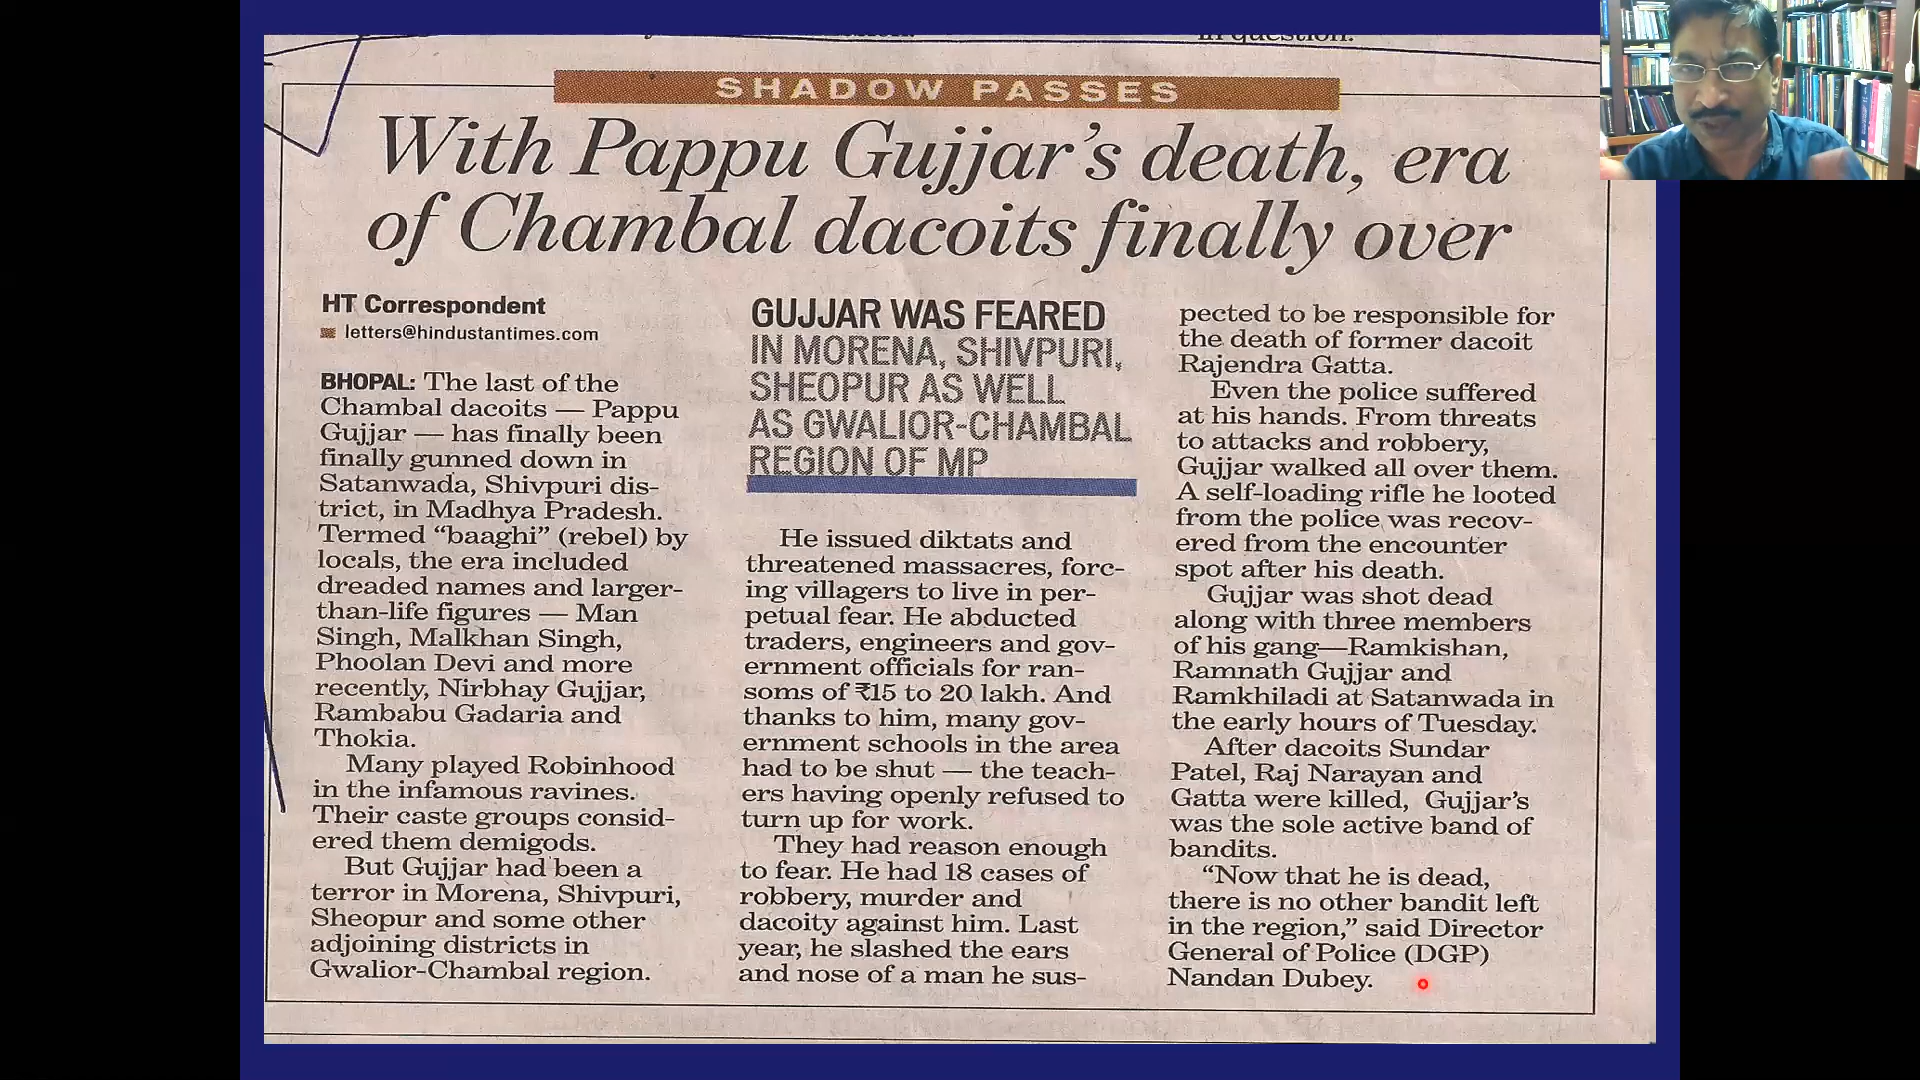 in question.
SHADOW PASSES
With Pappu Gujjar's death, era
of Chambal dacoits finally over
HT Correspondent
letters@hindustantimes.com
BHOPAL: The last of the
Chambal dacoits — Pappu
Gujjar — has finally been
finally gunned down in
Satanwada, Shivpuri dis-
trict, in Madhya Pradesh.
Termed “baaghi” (rebel) by
locals, the era included
dreaded names and larger-
than-life figures — Man
Singh, Malkhan Singh,
Phoolan Devi and more
recently, Nirbhay Gujjar,
Rambabu Gadaria and
Thokia.
Many played Robinhood
in the infamous ravines.
Their caste groups consid-
ered them demigods.
But Gujjar had been a
terror in Morena, Shivpuri,
Sheopur and some other
adjoining districts in
Gwalior-Chambal region.
GUJJAR WAS FEARED
IN MORENA, SHIVPURI,
SHEOPUR AS WELL
AS GWALIOR-CHAMBAL
REGION OF MP
He issued diktats and
threatened massacres, forc-
ing villagers to live in per-
petual fear. He abducted
traders, engineers and gov-
ernment officials for ran-
soms of ₹15 to 20 lakh. And
thanks to him, many gov-
ernment schools in the area
had to be shut — the teach-
ers having openly refused to
turn up for work.
They had reason enough
to fear. He had 18 cases of
robbery, murder and
dacoity against him. Last
year, he slashed the ears
and nose of a man he sus-
pected to be responsible for
the death of former dacoit
Rajendra Gatta.
Even the police suffered
at his hands. From threats
to attacks and robbery,
Gujjar walked all over them.
A self-loading rifle he looted
from the police was recov-
ered from the encounter
spot after his death.
Gujjar was shot dead
along with three members
of his gang—Ramkishan,
Ramnath Gujjar and
Ramkhiladi at Satanwada in
the early hours of Tuesday.
After dacoits Sundar
Patel, Raj Narayan and
Gatta were killed, Gujjar's
was the sole active band of
bandits.
“Now that he is dead,
there is no other bandit left
in the region,” said Director
General of Police (DGP)
Nandan Dubey.